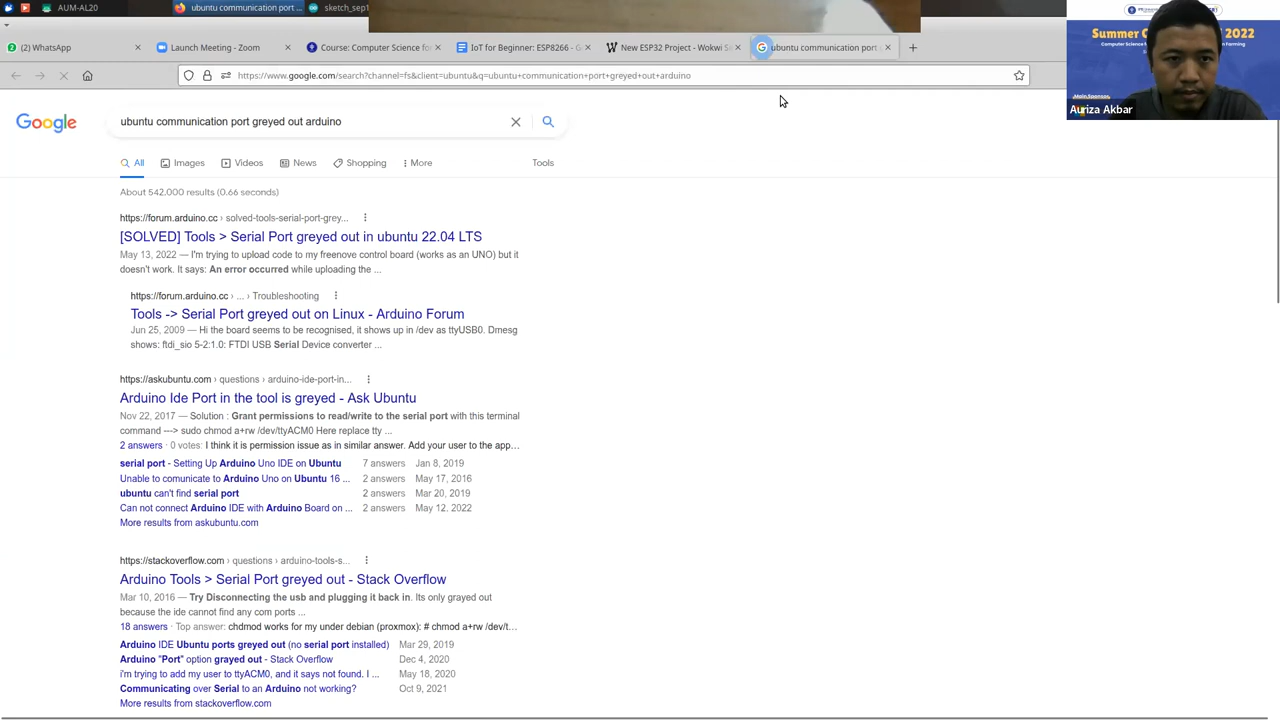 AUM-AL20
ubuntu communication port ...
sketch_sep1
(2) WhatsApp
Launch Meeting - Zoom
Course: Computer Science fo
IoT for Beginner: ESP8266 - G
New ESP32 Project - Wokwi S
ubuntu communication port
https://www.google.com/search?channel=fs&client=ubuntu&q=ubuntu+communication+port+greyed+out+arduino
2022
Auriza Akbar
Google
ubuntu communication port greyed out arduino
All
Images
Videos
News
Shopping
More
Tools
About 542,000 results (0.66 seconds)
https://forum.arduino.cc › solved-tools-serial-port-grey...
[SOLVED] Tools > Serial Port greyed out in ubuntu 22.04 LTS
May 13, 2022 — I'm trying to upload code to my freenove control board (works as an UNO) but it
doesn't work. It says: An error occurred while uploading the ...
https://forum.arduino.cc › ... › Troubleshooting
Tools -> Serial Port greyed out on Linux - Arduino Forum
Jun 25, 2009 — Hi the board seems to be recognised, it shows up in /dev as ttyUSB0. Dmesg
shows: ftdi_sio 5-2:1.0: FTDI USB Serial Device converter ...
https://askubuntu.com › questions › arduino-ide-port-in...
Arduino Ide Port in the tool is greyed - Ask Ubuntu
Nov 22, 2017 — Solution : Grant permissions to read/write to the serial port with this terminal
command ---> sudo chmod a+rw /dev/ttyACM0 Here replace tty ...
2 answers · 0 votes: I think it is permission issue as in similar answer. Add your user to the app...
serial port - Setting Up Arduino Uno IDE on Ubuntu 7 answers Jan 8, 2019
Unable to comunicate to Arduino Uno on Ubuntu 16 ... 2 answers May 17, 2016
ubuntu can't find serial port 2 answers Mar 20, 2019
Can not connect Arduino IDE with Arduino Board on ... 2 answers May 12, 2022
More results from askubuntu.com
https://stackoverflow.com › questions › arduino-tools-s...
Arduino Tools > Serial Port greyed out - Stack Overflow
Mar 10, 2016 — Try Disconnecting the usb and plugging it back in. Its only grayed out
because the ide cannot find any com ports ...
18 answers · Top answer: chdmod works for my under debian (proxmox): # chmod a+rw /dev/t...
Arduino IDE Ubuntu ports greyed out (no serial port installed) Mar 29, 2019
Arduino "Port" option grayed out - Stack Overflow Dec 4, 2020
i'm trying to add my user to ttyACM0, and it says not found. I ... May 18, 2020
Communicating over Serial to an Arduino not working? Oct 9, 2021
More results from stackoverflow.com